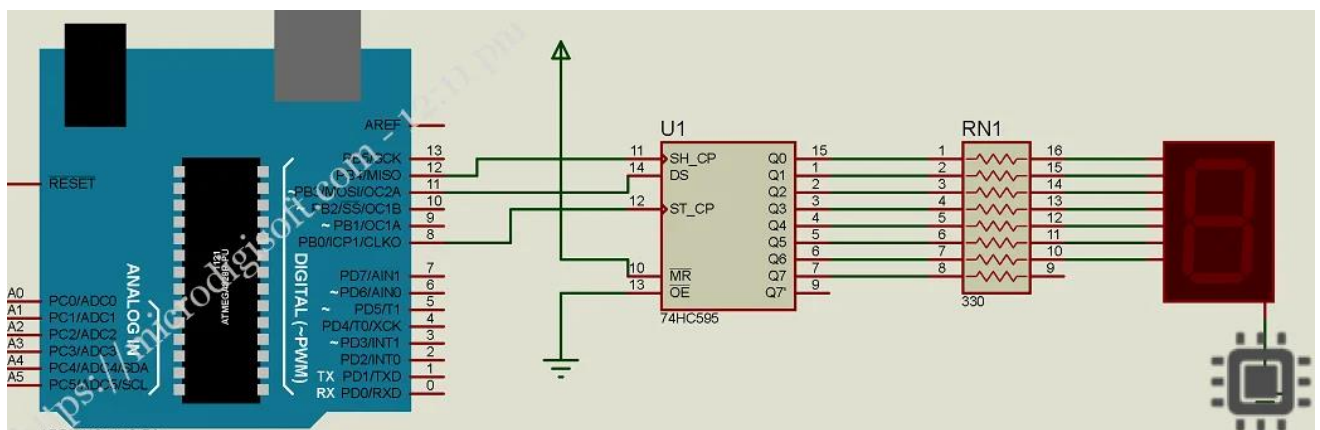 https://microdigisoft.com - 12:17 pm
AREF
PB5/SCK 13
PB4/MISO 12
~PB3/MOSI/OC2A 11
~PB2/SS/OC1B 10
~PB1/OC1A 9
PB0/ICP1/CLKO 8
PD7/AIN1 7
~PD6/AIN0 6
~PD5/T1 5
PD4/T0/XCK 4
~PD3/INT1 3
PD2/INT0 2
TX PD1/TXD 1
RX PD0/RXD 0
RESET
ATMEGA328P-PU
1121
DIGITAL (~PWM)
ANALOG IN
A0 PC0/ADC0
A1 PC1/ADC1
A2 PC2/ADC2
A3 PC3/ADC3
A4 PC4/ADC4/SDA
A5 PC5/ADC5/SCL
U1
11 SH_CP Q0 15
14 DS Q1 1
Q2 2
12 ST_CP Q3 3
Q4 4
Q5 5
Q6 6
10 MR Q7 7
13 OE Q7' 9
74HC595
RN1
1 16
2 15
3 14
4 13
5 12
6 11
7 10
8 9
330